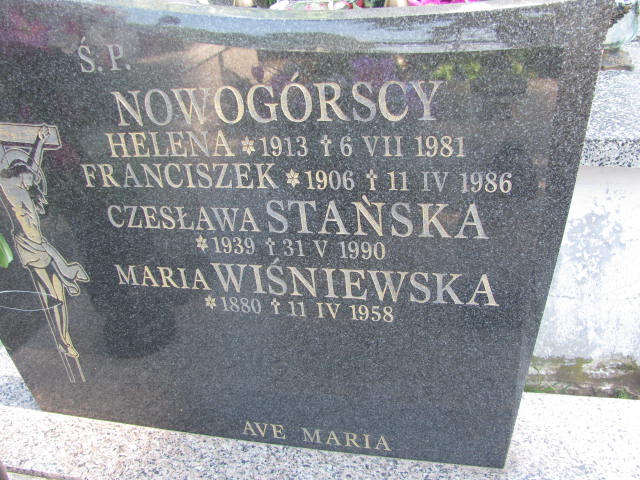 Ś.P.
NOWOGÓRSCY
HELENA ✶ 1913 † 6 VII 1981
FRANCISZEK ✶ 1906 † 11 IV 1986
CZESŁAWA STAŃSKA
✶ 1939 † 31 V 1990
MARIA WIŚNIEWSKA
✶ 1880 † 11 IV 1958
AVE MARIA